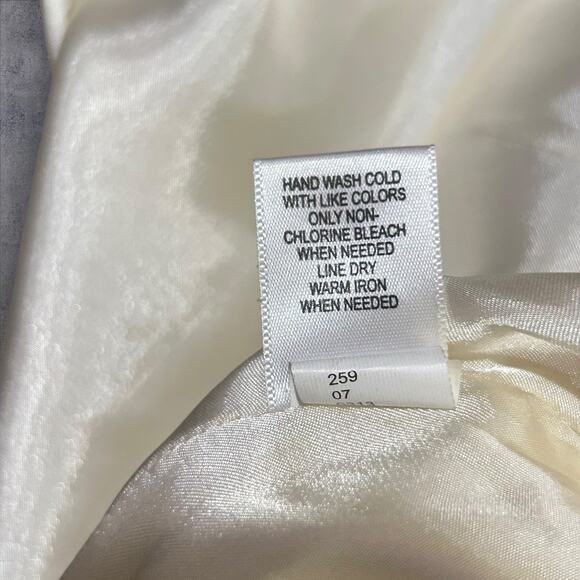 HAND WASH COLD
WITH LIKE COLORS
ONLY NON-
CHLORINE BLEACH
WHEN NEEDED
LINE DRY
WARM IRON
WHEN NEEDED
259
07